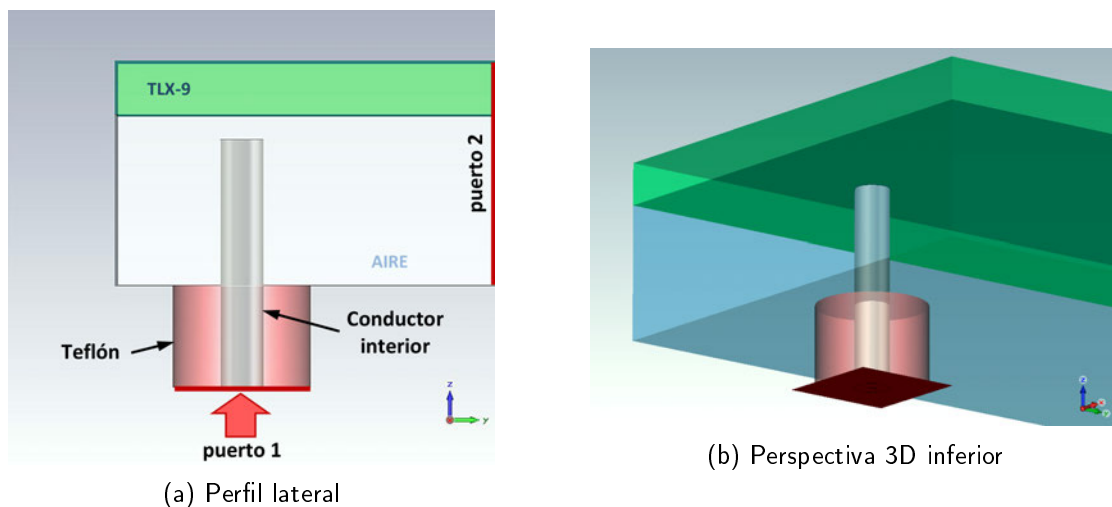 TLX-9
puerto 2
AIRE
Teflón
Conductor
interior
z
y
puerto 1
(a) Perfil lateral
(b) Perspectiva 3D inferior